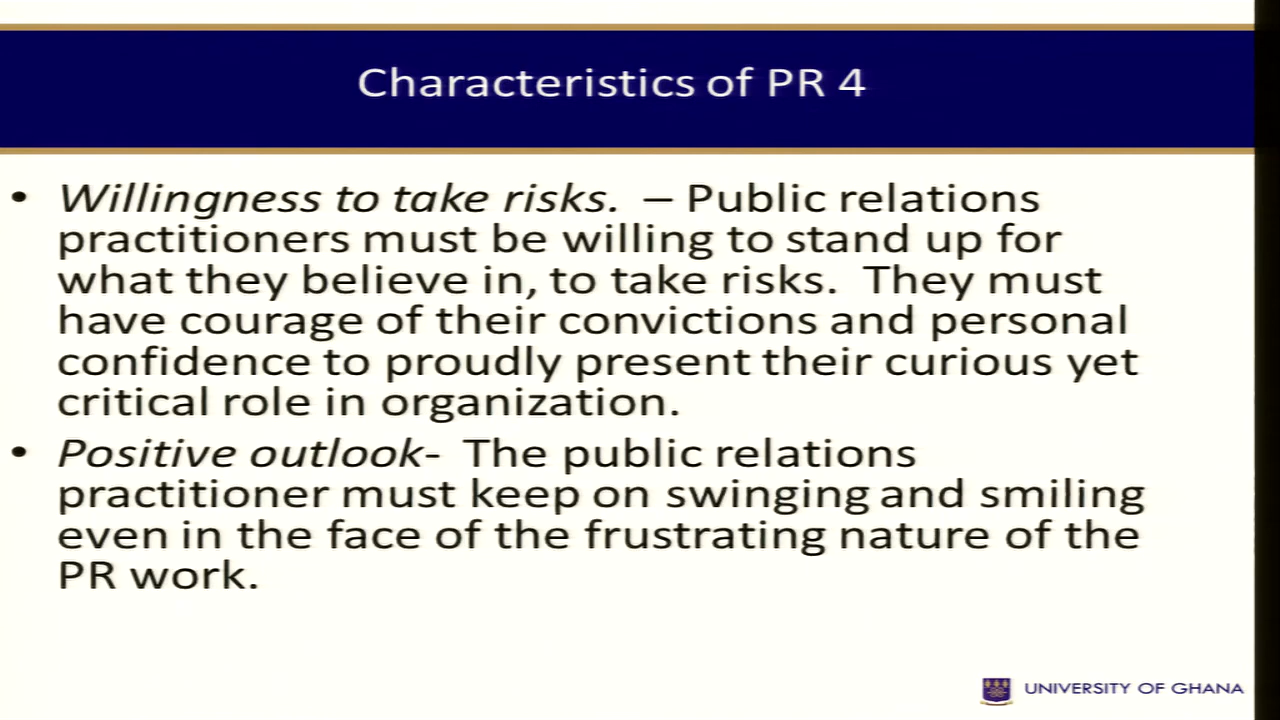 Characteristics of PR 4
• Willingness to take risks. – Public relations
practitioners must be willing to stand up for
what they believe in, to take risks. They must
have courage of their convictions and personal
confidence to proudly present their curious yet
critical role in organization.
• Positive outlook- The public relations
practitioner must keep on swinging and smiling
even in the face of the frustrating nature of the
PR work.
UNIVERSITY OF GHANA